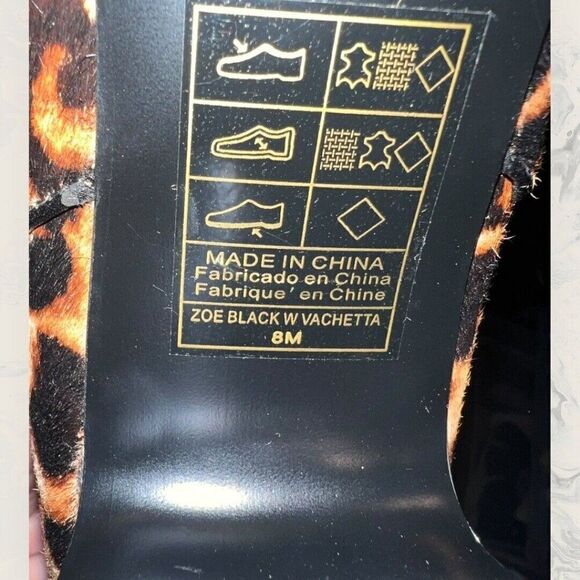 MADE IN CHINA
Fabricado en China
Fabrique' en Chine
ZOE BLACK W VACHETTA
8M